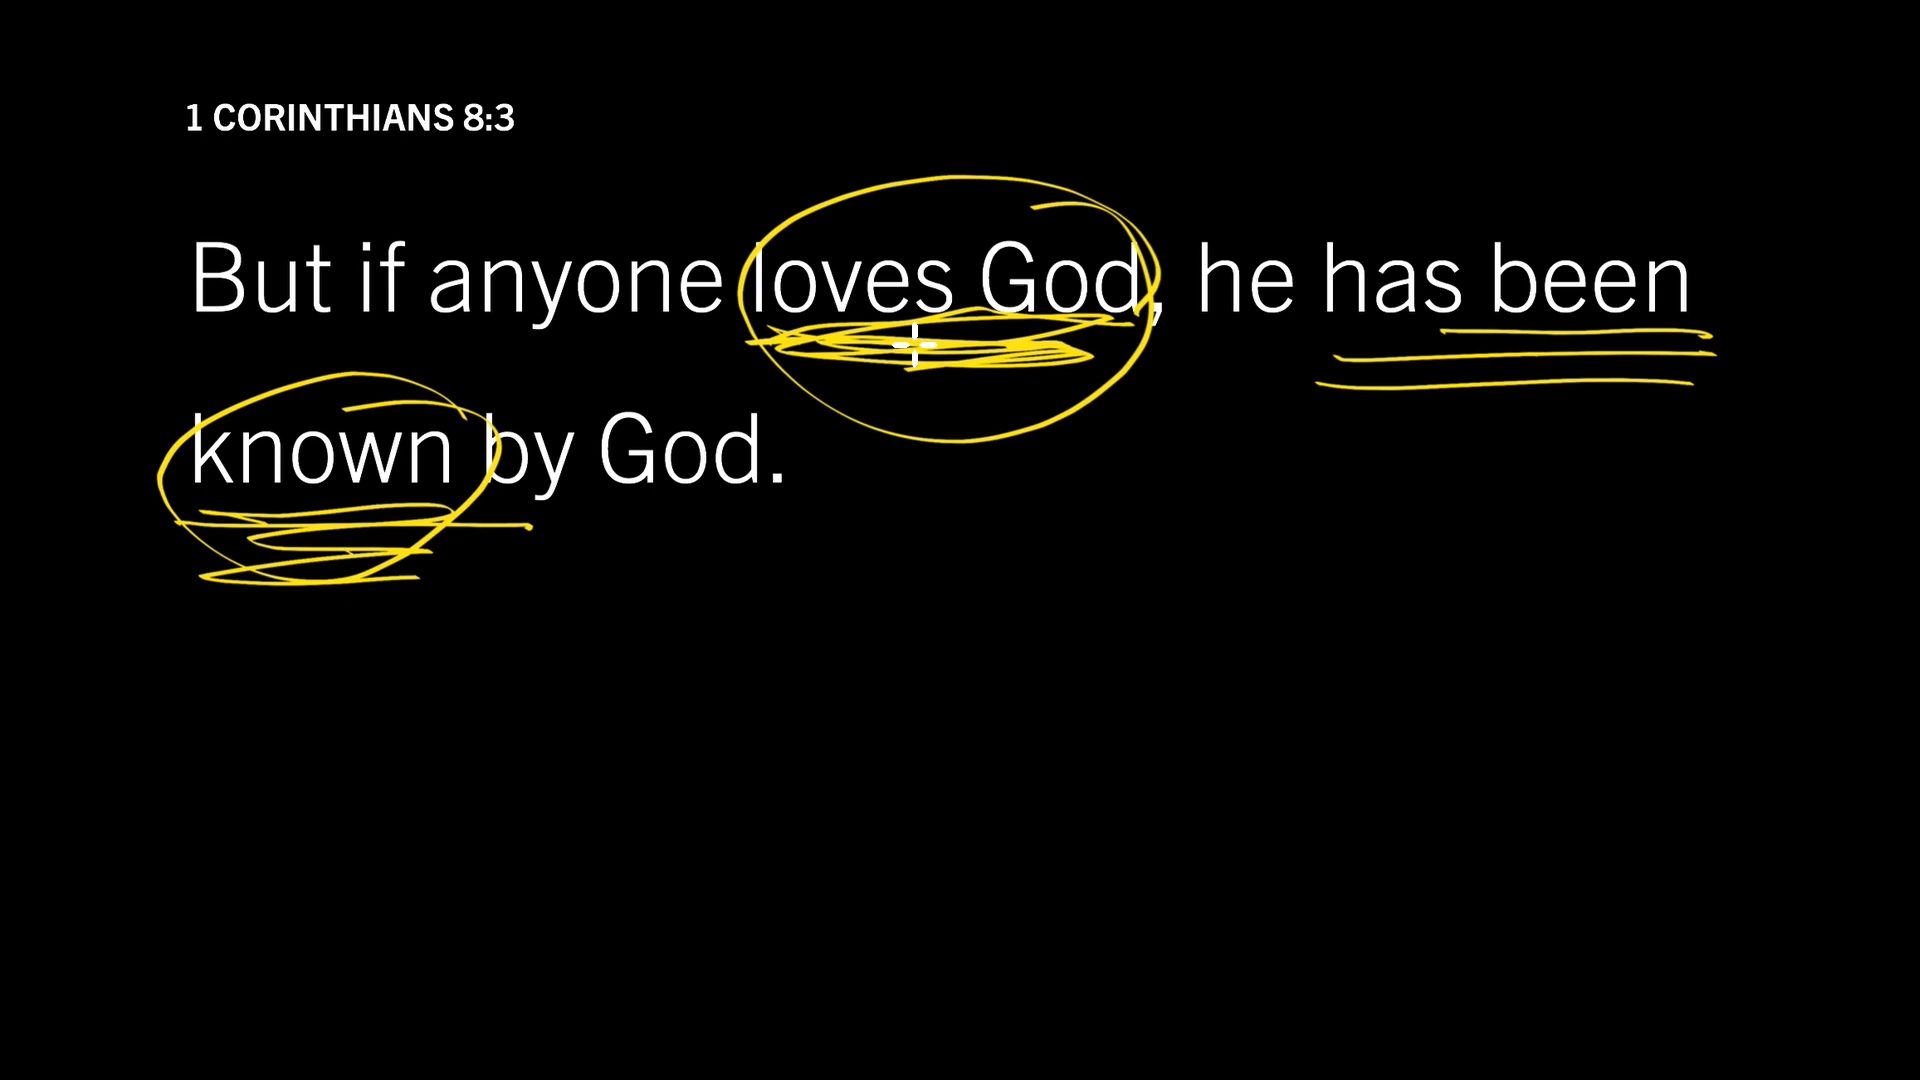 1 CORINTHIANS 8:3
But if anyone loves God, he has been
known by God.